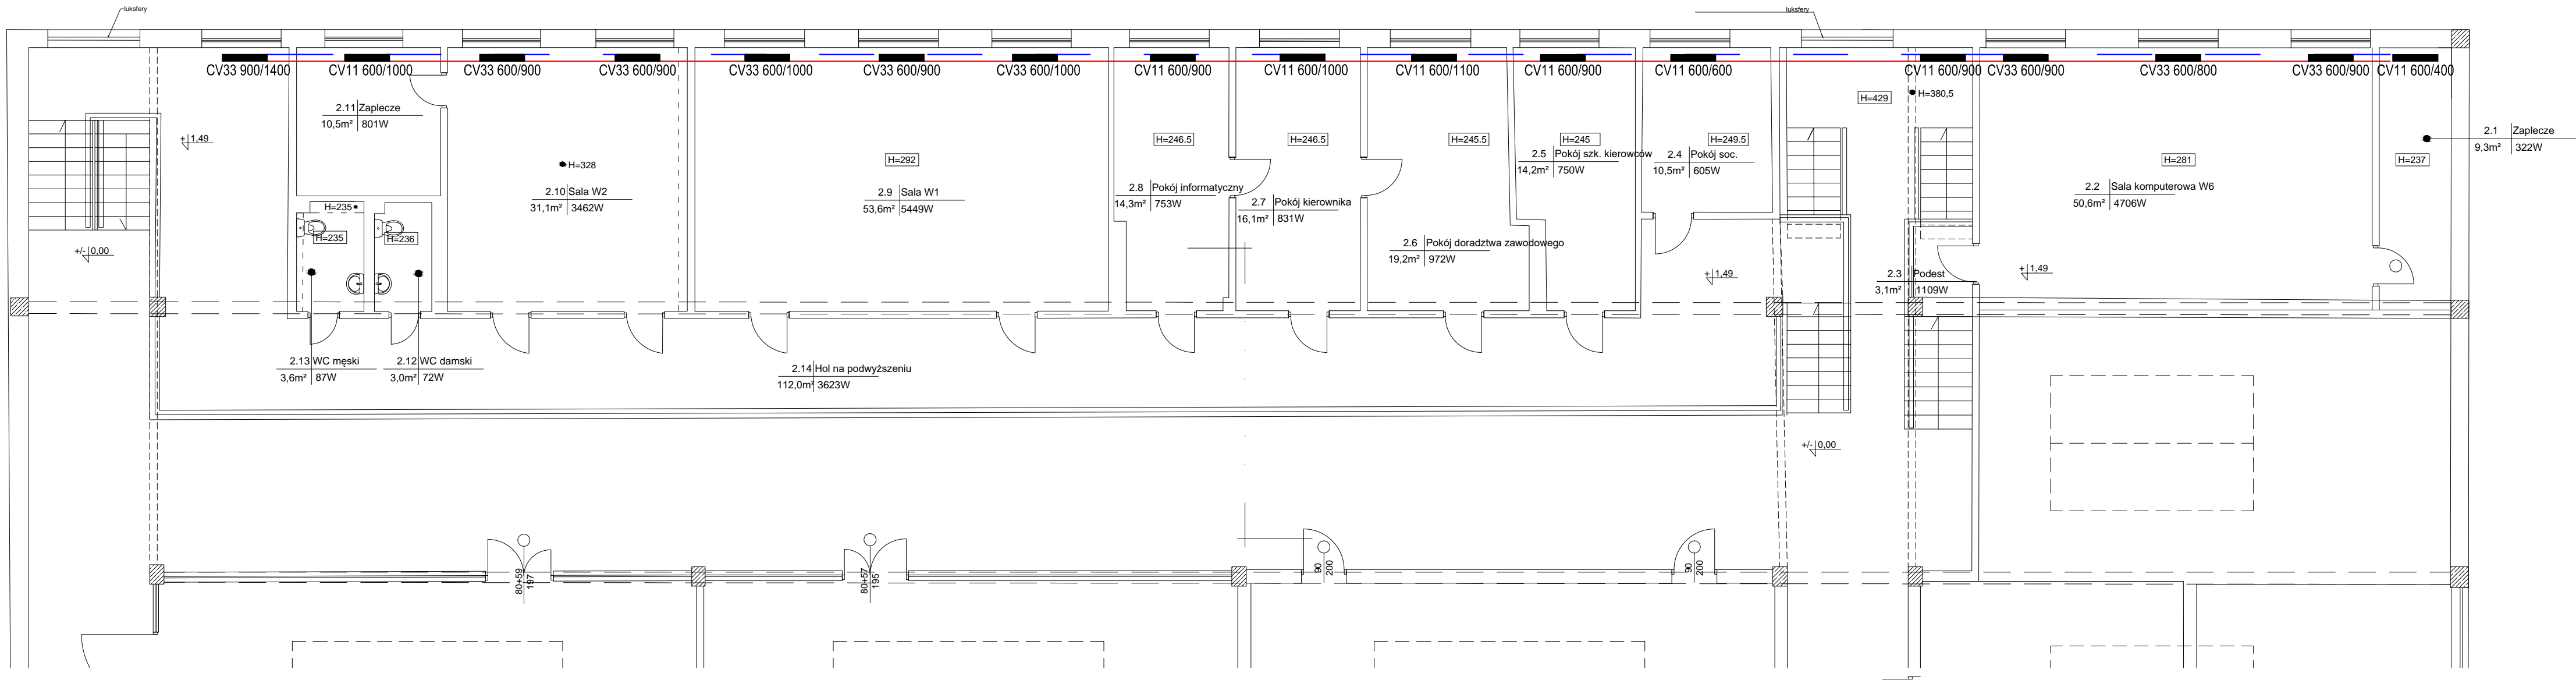 luksfery
luksfery
CV33 900/1400
CV11 600/1000
CV33 600/900
CV33 600/900
CV33 600/1000
CV33 600/900
CV33 600/1000
CV11 600/900
CV11 600/1000
CV11 600/1100
CV11 600/900
CV11 600/600
CV11 600/900
CV33 600/900
CV33 600/800
CV33 600/900
CV11 600/400
H=429
H=380,5
2.11 Zaplecze
10,5m² 801W
+ 1,49
H=328
H=292
H=246.5
H=246.5
H=245.5
H=245
H=249.5
2.5 Pokój szk. kierowców
14,2m² 750W
2.4 Pokój soc.
10,5m² 605W
H=281
H=237
2.1 Zaplecze
9,3m² 322W
2.10 Sala W2
31,1m² 3462W
2.9 Sala W1
53,6m² 5449W
2.8 Pokój informatyczny
14,3m² 753W
2.7 Pokój kierownika
16,1m² 831W
2.2 Sala komputerowa W6
50,6m² 4706W
H=235
H=235
H=236
+/- 0,00
2.6 Pokój doradztwa zawodowego
19,2m² 972W
+ 1,49
2.3 Podest
3,1m² 1109W
+ 1,49
2.13 WC męski
3,6m² 87W
2.12 WC damski
3,0m² 72W
2.14 Hol na podwyższeniu
112,0m² 3623W
+/- 0,00
80+59
197
80+57
195
90
200
90
200